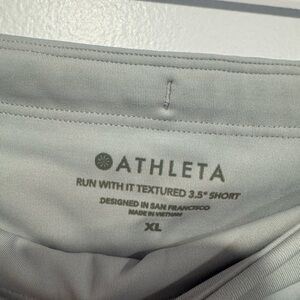 ATHLETA
RUN WITH IT TEXTURED 3.5" SHORT
DESIGNED IN SAN FRANCISCO
MADE IN VIETNAM
XL